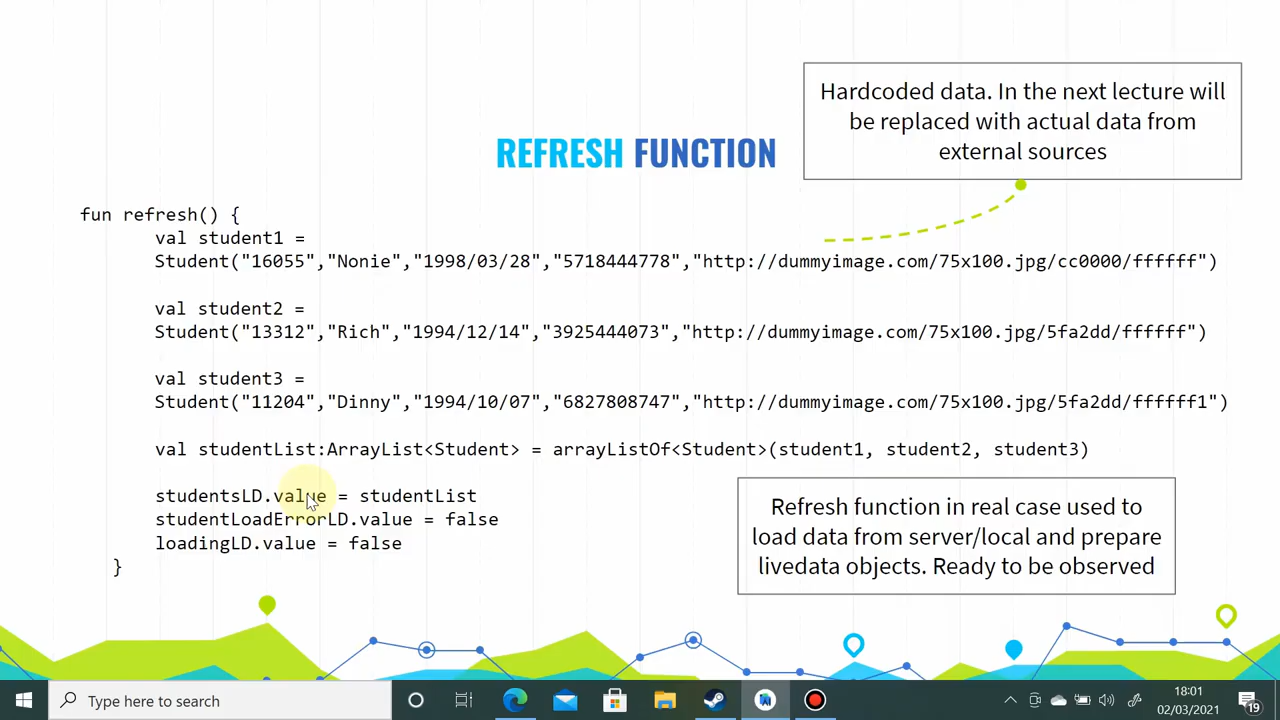 Hardcoded data. In the next lecture will
be replaced with actual data from
external sources
REFRESH FUNCTION
fun refresh() {
val student1 =
Student("16055","Nonie","1998/03/28","5718444778","http://dummyimage.com/75x100.jpg/cc0000/ffffff")
val student2 =
Student("13312","Rich","1994/12/14","3925444073","http://dummyimage.com/75x100.jpg/5fa2dd/ffffff")
val student3 =
Student("11204","Dinny","1994/10/07","6827808747","http://dummyimage.com/75x100.jpg/5fa2dd/ffffff1")
val studentList:ArrayList<Student> = arrayListOf<Student>(student1, student2, student3)
studentsLD.value = studentList
studentLoadErrorLD.value = false
loadingLD.value = false
}
Refresh function in real case used to
load data from server/local and prepare
livedata objects. Ready to be observed
Type here to search
18:01
02/03/2021
19